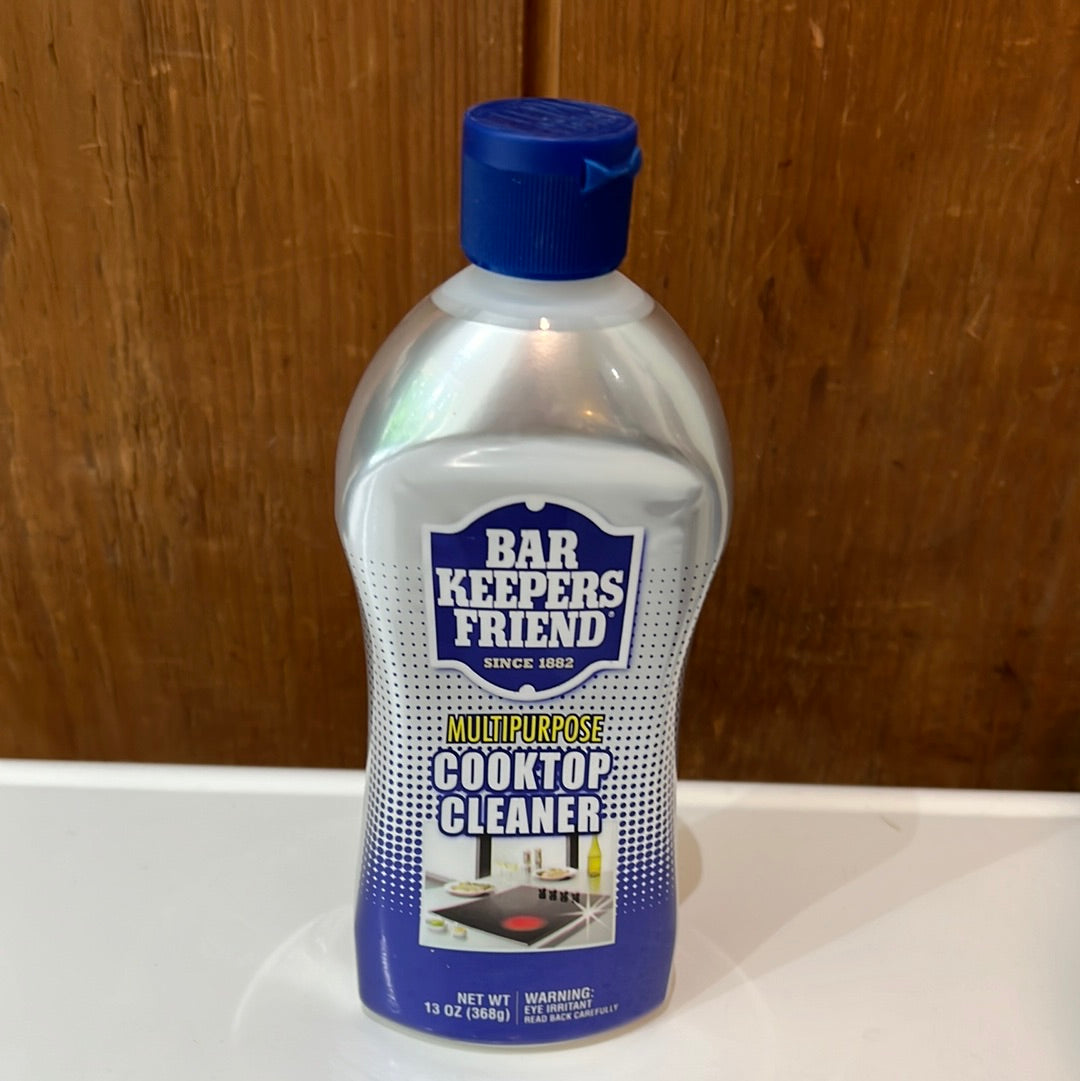 BAR
KEEPERS
FRIEND®
SINCE 1882
MULTIPURPOSE
COOKTOP
CLEANER
NET WT
13 OZ (368g)
WARNING:
EYE IRRITANT
READ BACK CAREFULLY